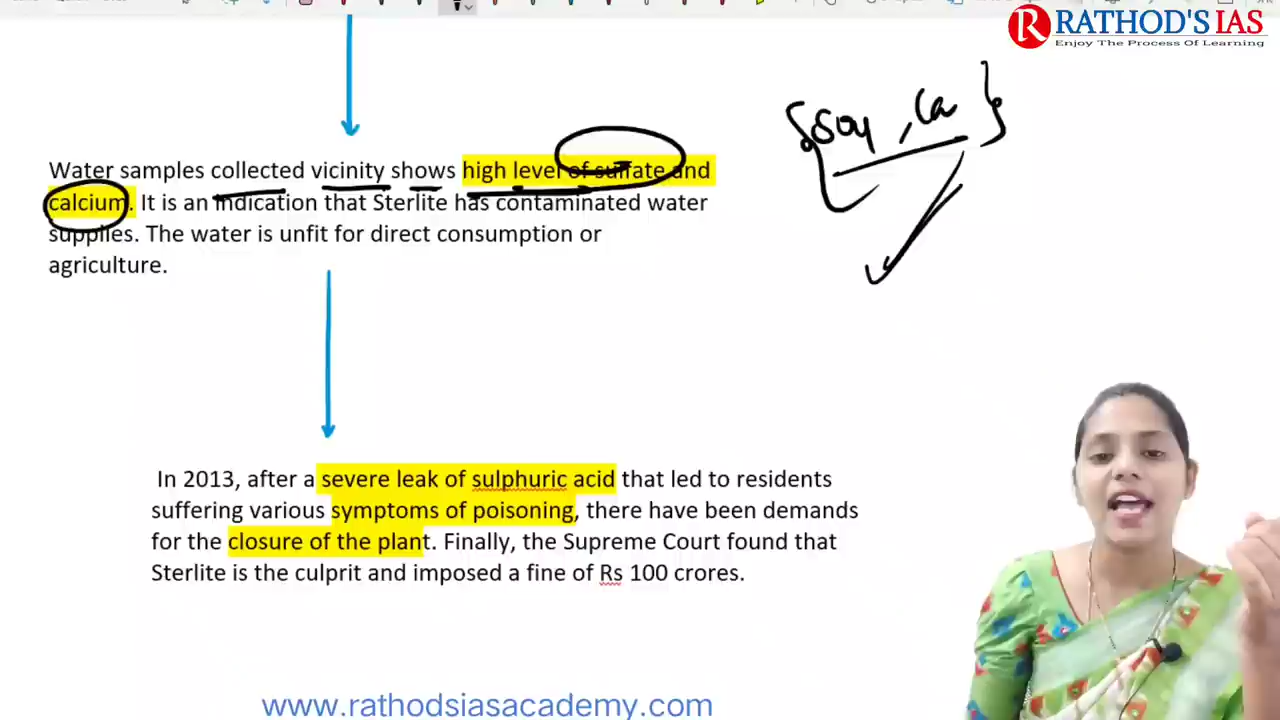 RATHOD'S IAS
Enjoy The Process Of Learning
{SO4, Ca}
Water samples collected vicinity shows high level of sulfate and
calcium. It is an indication that Sterlite has contaminated water
supplies. The water is unfit for direct consumption or
agriculture.
In 2013, after a severe leak of sulphuric acid that led to residents
suffering various symptoms of poisoning, there have been demands
for the closure of the plant. Finally, the Supreme Court found that
Sterlite is the culprit and imposed a fine of Rs 100 crores.
www.rathodsiasacademy.com